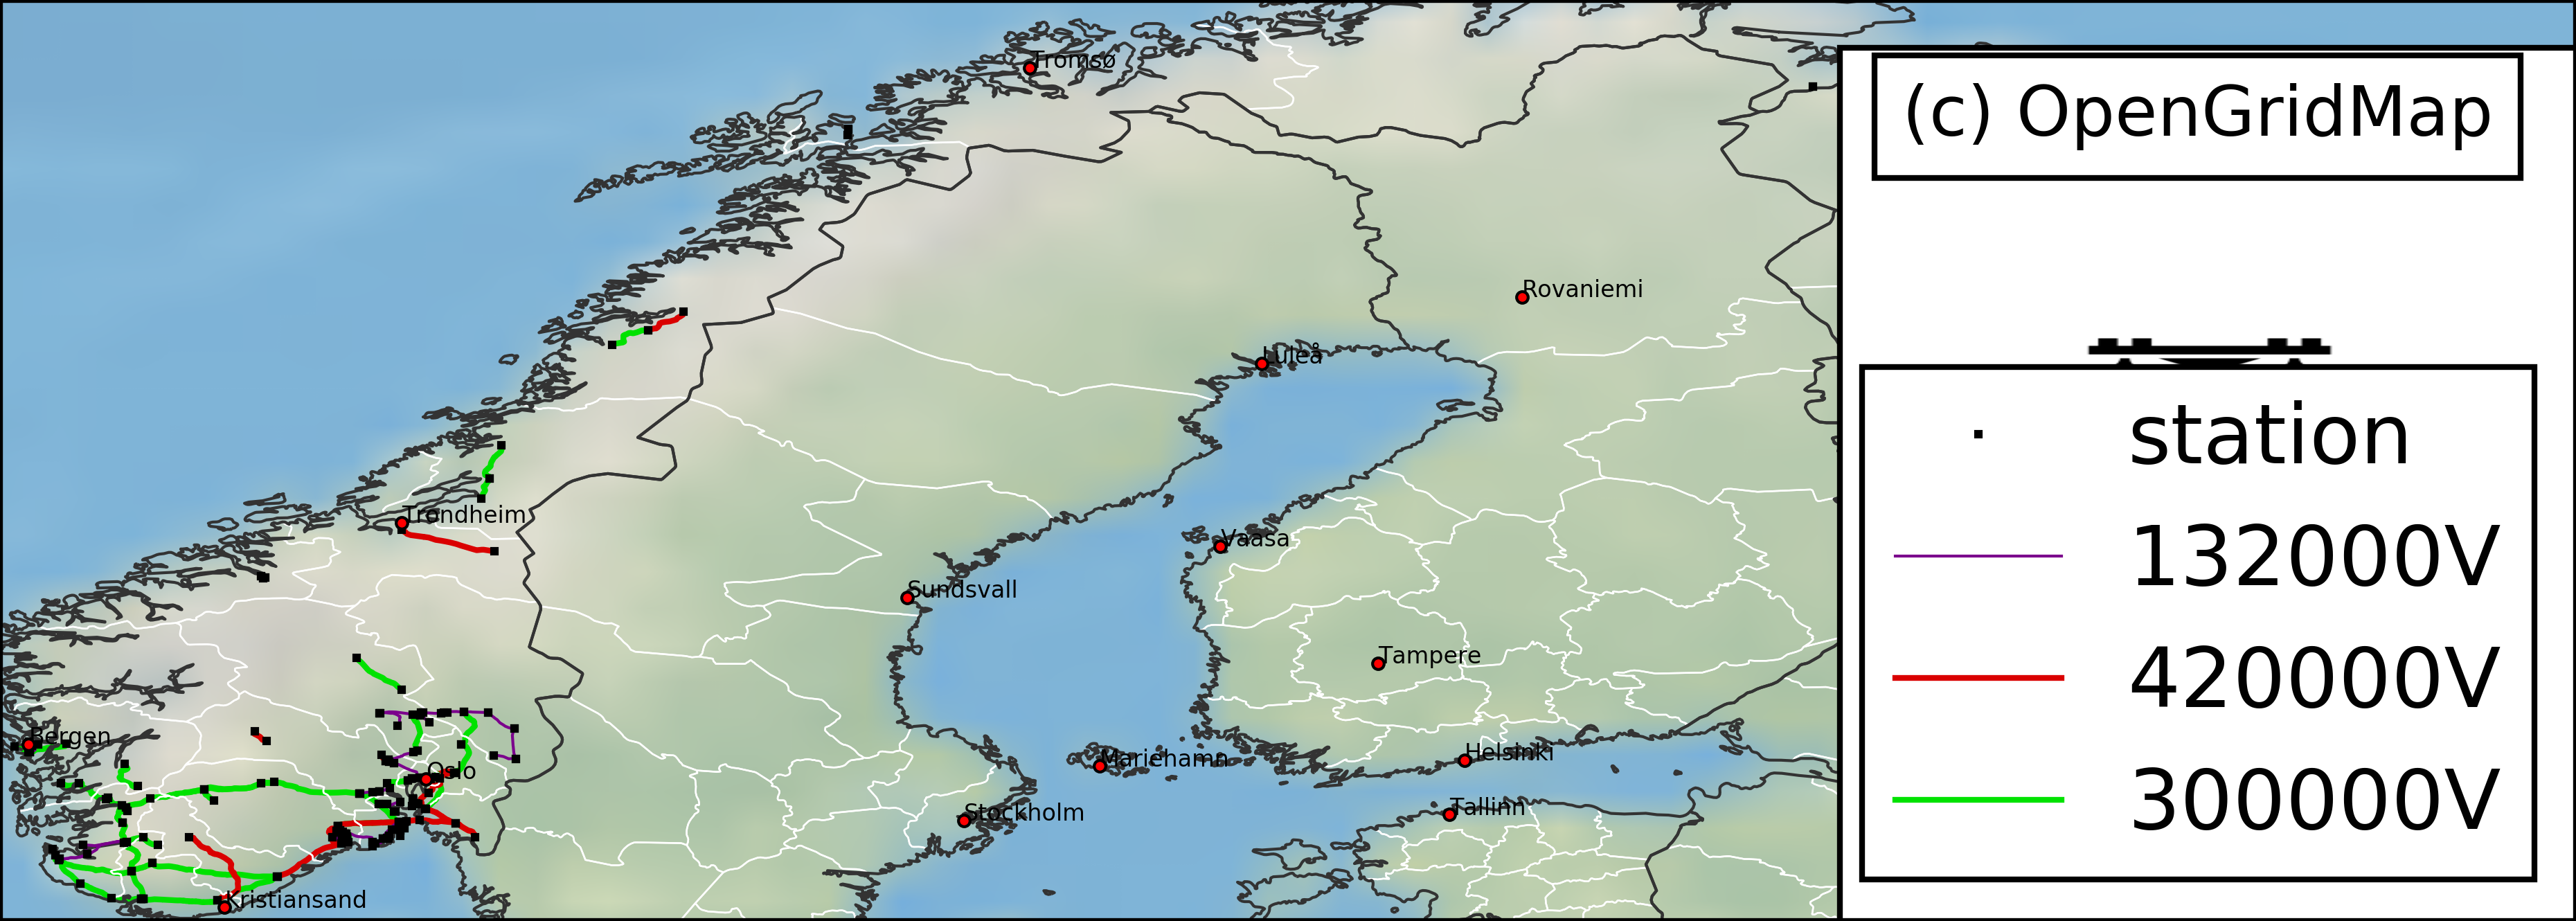 Tromsø
(c) OpenGridMap
Rovaniemi
Luleå
station
Trondheim
Vaasa
132000V
Sundsvall
Tampere
420000V
Bergen
Oslo
Mariehamn
Helsinki
300000V
Stockholm
Tallinn
Kristiansand